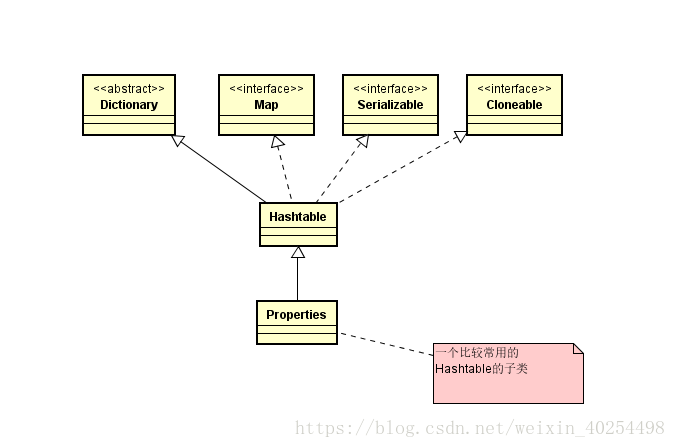 <<abstract>>
Dictionary
<<interface>>
Map
<<interface>>
Serializable
<<interface>>
Cloneable
Hashtable
Properties
一个比较常用的
Hashtable的子类
https://blog.csdn.net/weixin_40254498